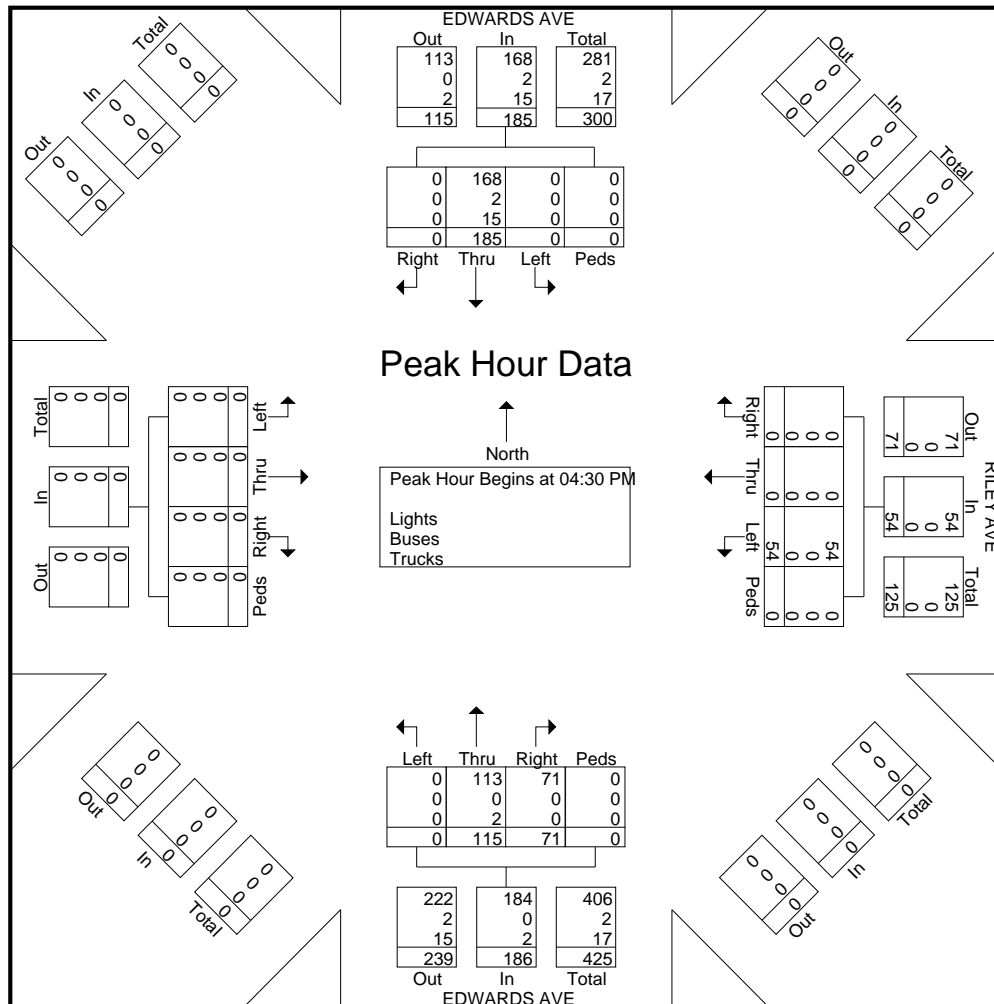 EDWARDS AVE
Out In Total
113 168 281
0 2 2
2 15 17
115 185 300
0 168 0 0
0 2 0 0
0 15 0 0
0 185 0 0
Right Thru Left Peds
Total
0 0 0 0
In
0 0 0 0
Out
0 0 0 0
Out
0 0 0 0
In
0 0 0 0
Total
0 0 0 0
Peak Hour Data
North
Peak Hour Begins at 04:30 PM
Lights
Buses
Trucks
Total
0 0 0 0
In
0 0 0 0
Out
0 0 0 0
Left
0 0 0 0
Thru
0 0 0 0
Right
0 0 0 0
Peds
0 0 0 0
Right
0 0 0 0
Thru
0 0 0 0
Left
54 0 0 54
Peds
0 0 0 0
Out
71 0 0 71
In
54 0 0 54
Total
125 0 0 125
RILEY AVE
Left Thru Right Peds
0 113 71 0
0 0 0 0
0 2 0 0
0 115 71 0
222 184 406
2 0 2
15 2 17
239 186 425
Out In Total
EDWARDS AVE
0 0 0 0
Out
0 0 0 0
In
0 0 0 0
Total
0 0 0 0
Total
0 0 0 0
In
0 0 0 0
Out